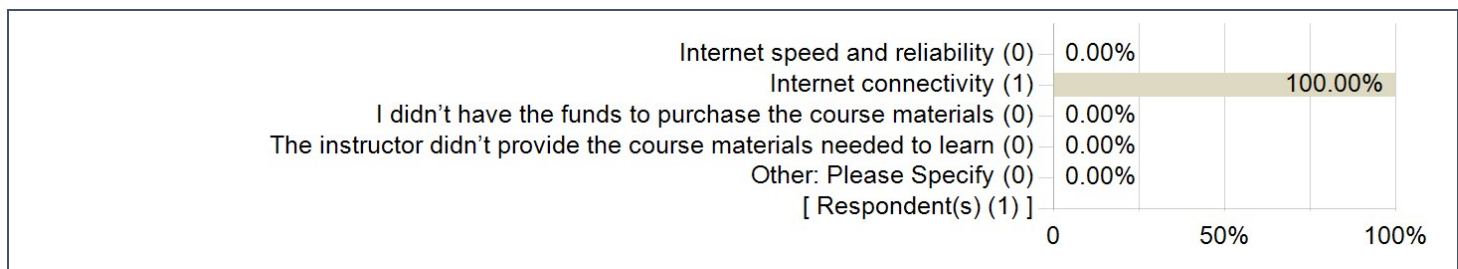 Internet speed and reliability (0) 0.00%
Internet connectivity (1) 100.00%
I didn’t have the funds to purchase the course materials (0) 0.00%
The instructor didn’t provide the course materials needed to learn (0) 0.00%
Other: Please Specify (0) 0.00%
[ Respondent(s) (1) ]
0 50% 100%